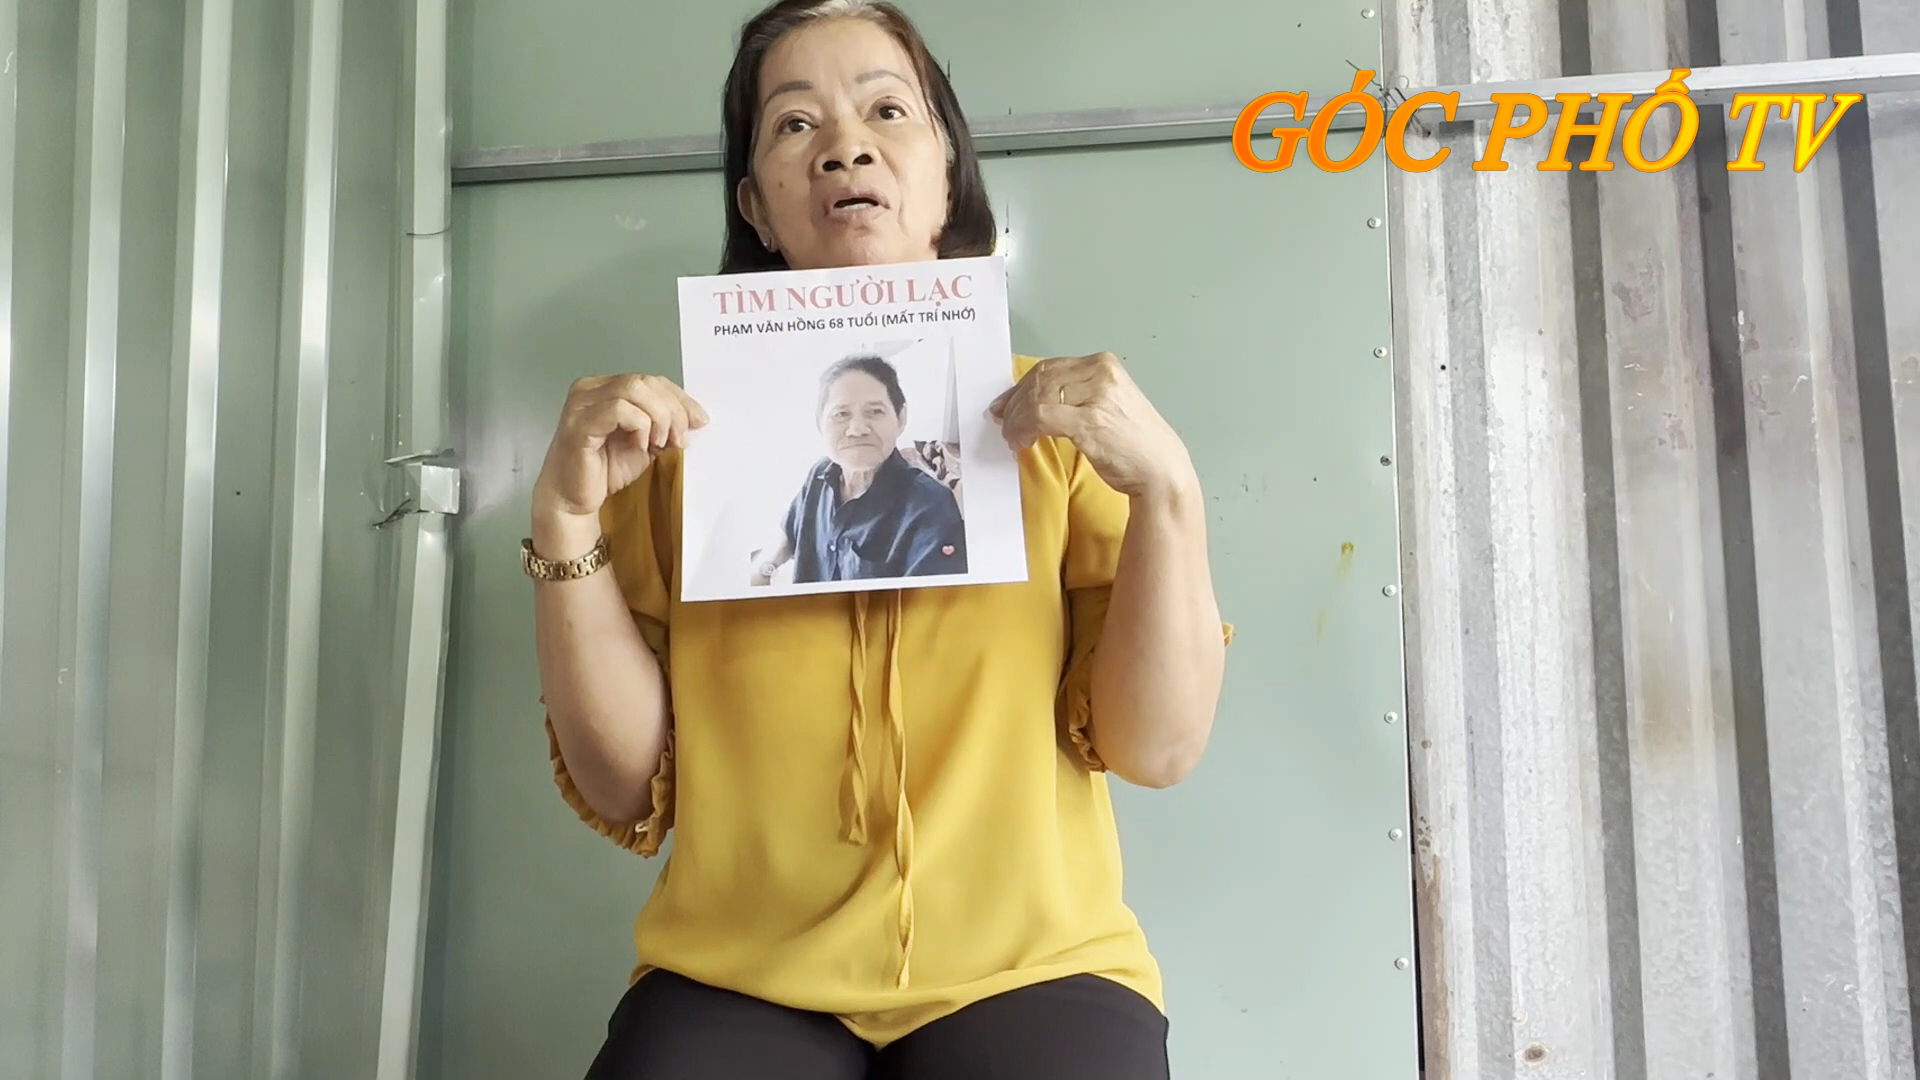 GÓC PHỐ TV
TÌM NGƯỜI LẠC
PHẠM VĂN HỒNG 68 TUỔI (MẤT TRÍ NHỚ)